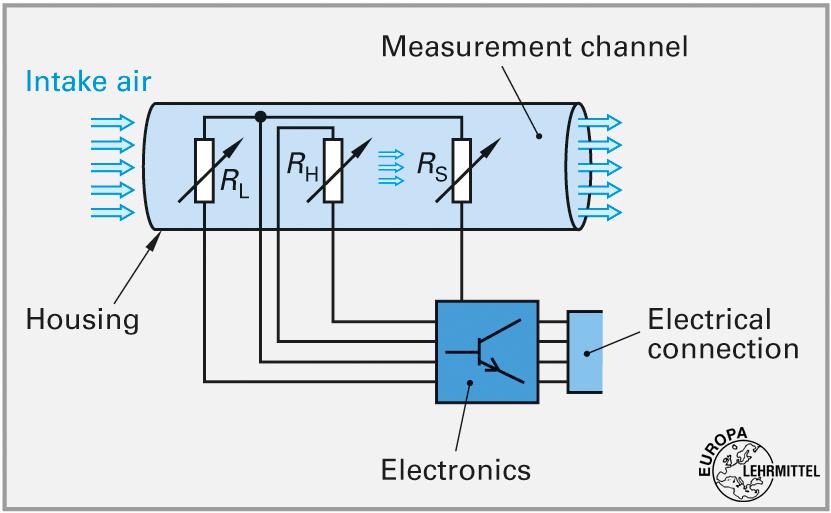 Measurement channel
Intake air
RL
RH
RS
Housing
Electrical
connection
Electronics
EUROPA
LEHRMITTEL